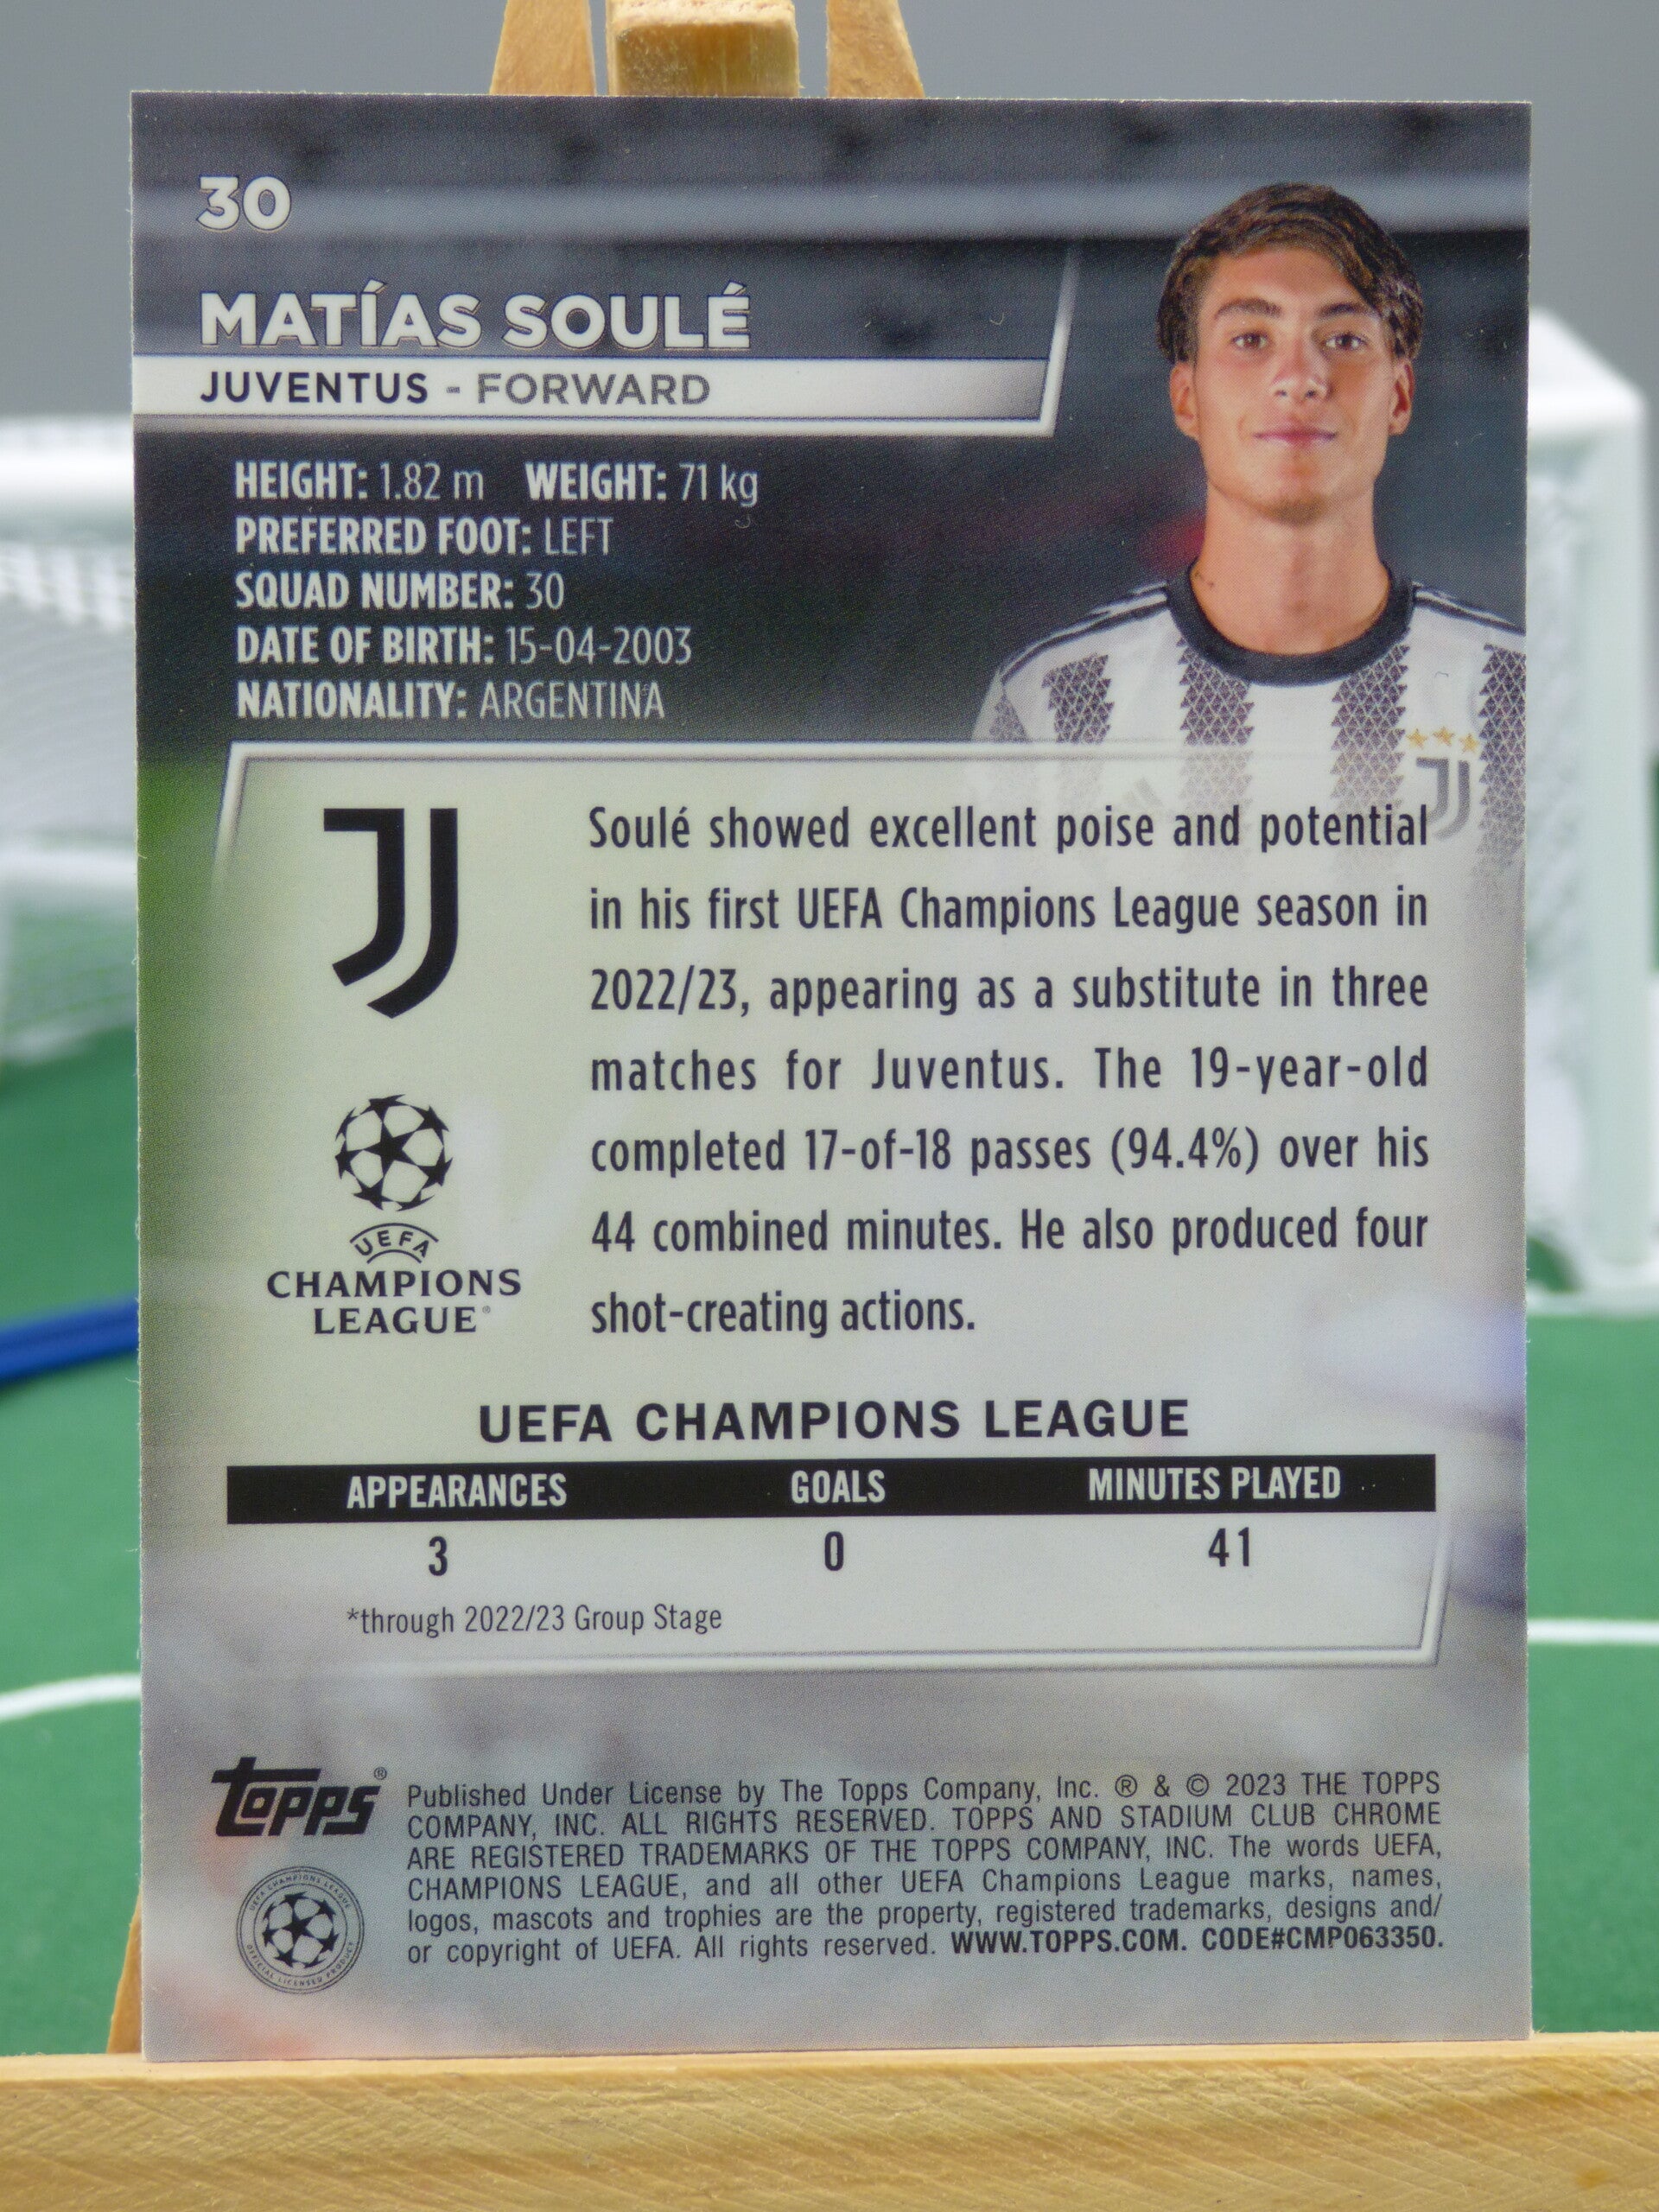 30
MATÍAS SOULÉ
JUVENTUS - FORWARD
HEIGHT: 1.82 m WEIGHT: 71 kg
PREFERRED FOOT: LEFT
SQUAD NUMBER: 30
DATE OF BIRTH: 15-04-2003
NATIONALITY: ARGENTINA
Soulé showed excellent poise and potential
in his first UEFA Champions League season in
2022/23, appearing as a substitute in three
matches for Juventus. The 19-year-old
completed 17-of-18 passes (94.4%) over his
44 combined minutes. He also produced four
shot-creating actions.
UEFA
CHAMPIONS
LEAGUE®
UEFA CHAMPIONS LEAGUE
APPEARANCES GOALS MINUTES PLAYED
3 0 41
*through 2022/23 Group Stage
topps®
Published Under License by The Topps Company, Inc. ® & © 2023 THE TOPPS
COMPANY, INC. ALL RIGHTS RESERVED. TOPPS AND STADIUM CLUB CHROME
ARE REGISTERED TRADEMARKS OF THE TOPPS COMPANY, INC. The words UEFA,
CHAMPIONS LEAGUE, and all other UEFA Champions League marks, names,
logos, mascots and trophies are the property, registered trademarks, designs and/
or copyright of UEFA. All rights reserved. WWW.TOPPS.COM. CODE#CMP063350.
UEFA CHAMPIONS LEAGUE
OFFICIAL LICENSED PRODUCT